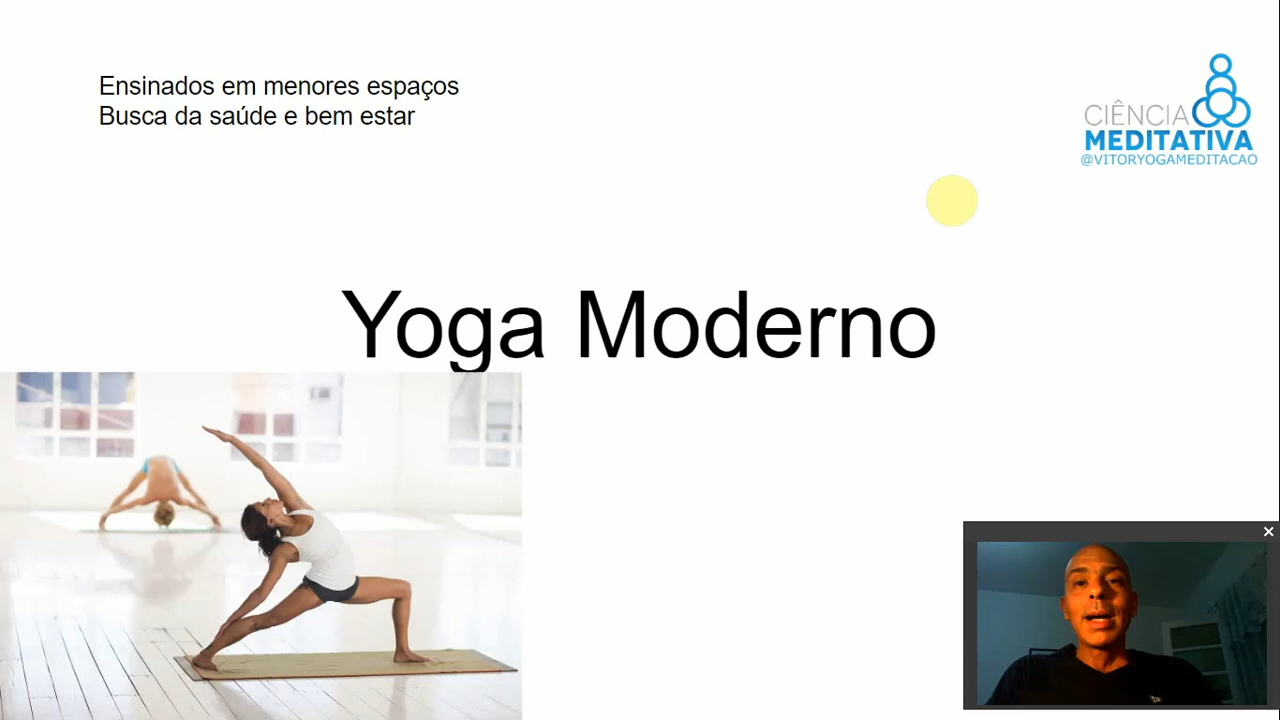 Ensinados em menores espaços
Busca da saúde e bem estar
CIÊNCIA
MEDITATIVA
@VITORYOGAMEDITACAO
Yoga Moderno